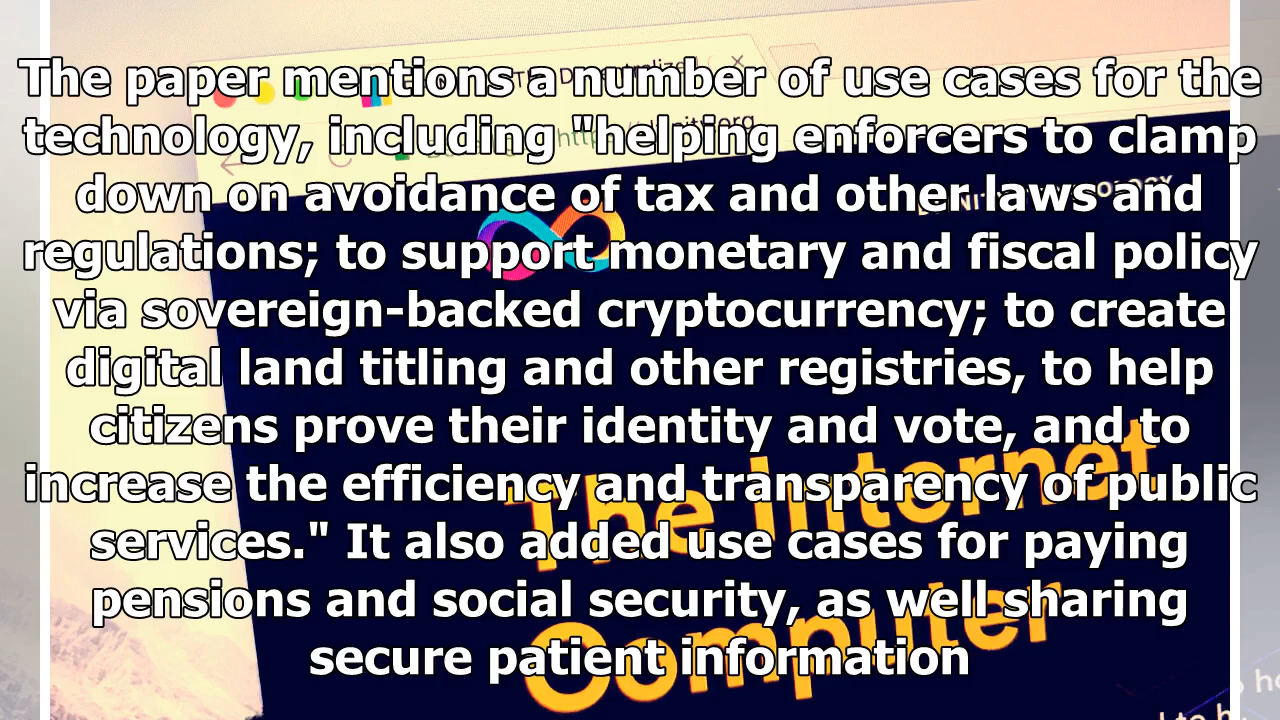 The paper mentions a number of use cases for the
technology, including "helping enforcers to clamp
down on avoidance of tax and other laws and
regulations; to support monetary and fiscal policy
via sovereign-backed cryptocurrency; to create
digital land titling and other registries, to help
citizens prove their identity and vote, and to
increase the efficiency and transparency of public
services." It also added use cases for paying
pensions and social security, as well sharing
secure patient information
The Internet
Computer